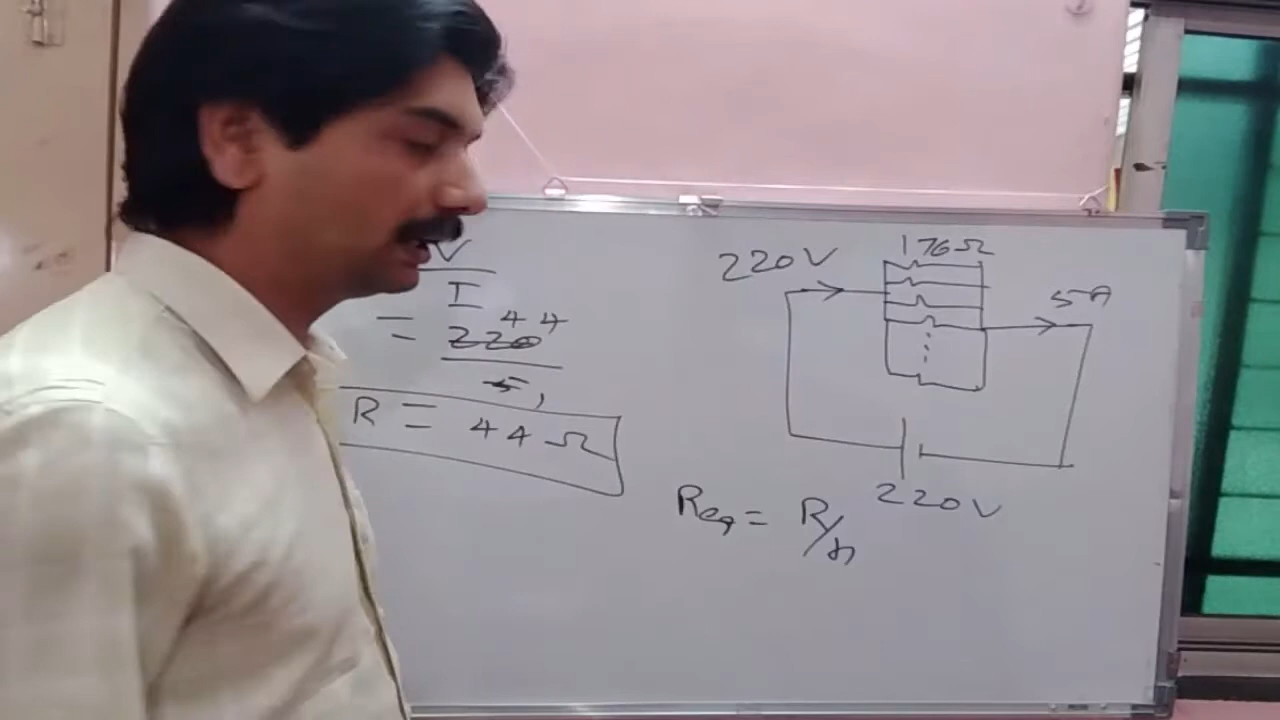 V
I
= 220 44
5,
R = 44 Ω
220V
176Ω
5A
220V
Req = R/n